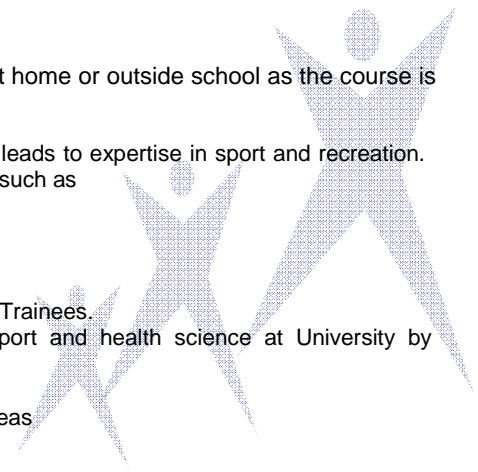 t home or outside school as the course is
leads to expertise in sport and recreation.
such as
Trainees.
port and health science at University by
eas